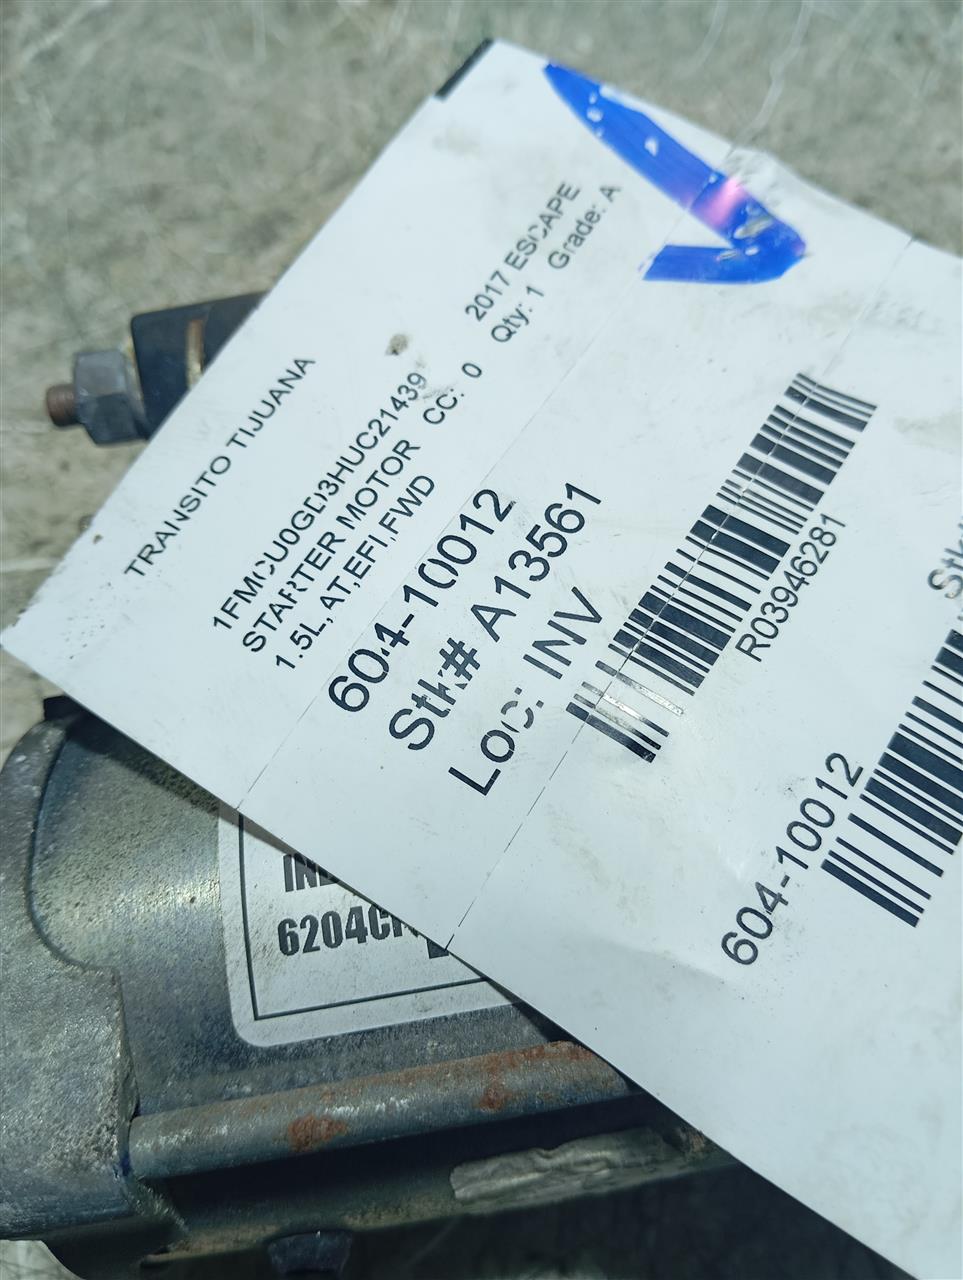 TRANSITO TIJUANA
2017 ESCAPE
1FMCU0GD3HUC21439
Qty: 1 Grade: A
STARTER MOTOR CC: 0
1.5L,AT,EFI,FWD
604-10012
Stk# A13561
LOC: INV
R03946281
604-10012
6204